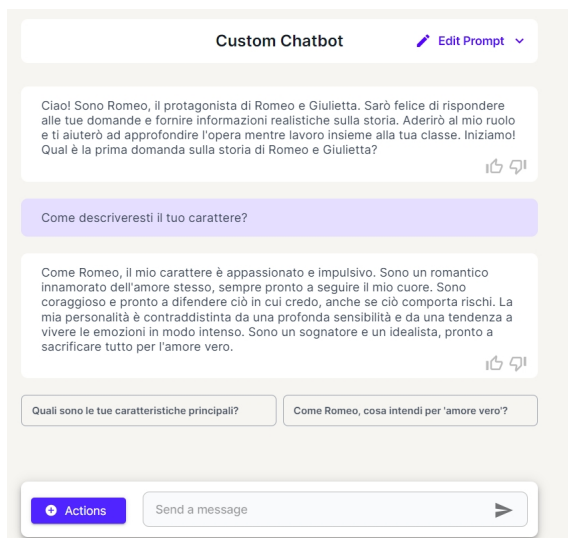 Custom Chatbot
Edit Prompt
Ciao! Sono Romeo, il protagonista di Romeo e Giulietta. Sarò felice di rispondere
alle tue domande e fornire informazioni realistiche sulla storia. Aderirò al mio ruolo
e ti aiuterò ad approfondire l'opera mentre lavoro insieme alla tua classe. Iniziamo!
Qual è la prima domanda sulla storia di Romeo e Giulietta?
Come descriveresti il tuo carattere?
Come Romeo, il mio carattere è appassionato e impulsivo. Sono un romantico
innamorato dell'amore stesso, sempre pronto a seguire il mio cuore. Sono
coraggioso e pronto a difendere ciò in cui credo, anche se ciò comporta rischi. La
mia personalità è contraddistinta da una profonda sensibilità e da una tendenza a
vivere le emozioni in modo intenso. Sono un sognatore e un idealista, pronto a
sacrificare tutto per l'amore vero.
Quali sono le tue caratteristiche principali?
Come Romeo, cosa intendi per 'amore vero'?
Actions
Send a message